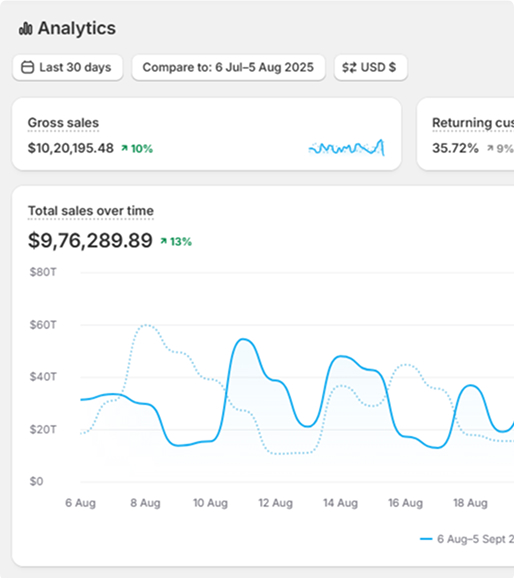 Analytics
Last 30 days Compare to: 6 Jul–5 Aug 2025 $⇄ USD $
Gross sales
$10,20,195.48 ↗ 10%
Returning
35.72% ↗ 9%
Total sales over time
$9,76,289.89 ↗ 13%
$80T
$60T
$40T
$20T
$0
6 Aug 8 Aug 10 Aug 12 Aug 14 Aug 16 Aug 18 Aug
6 Aug–5 Sept